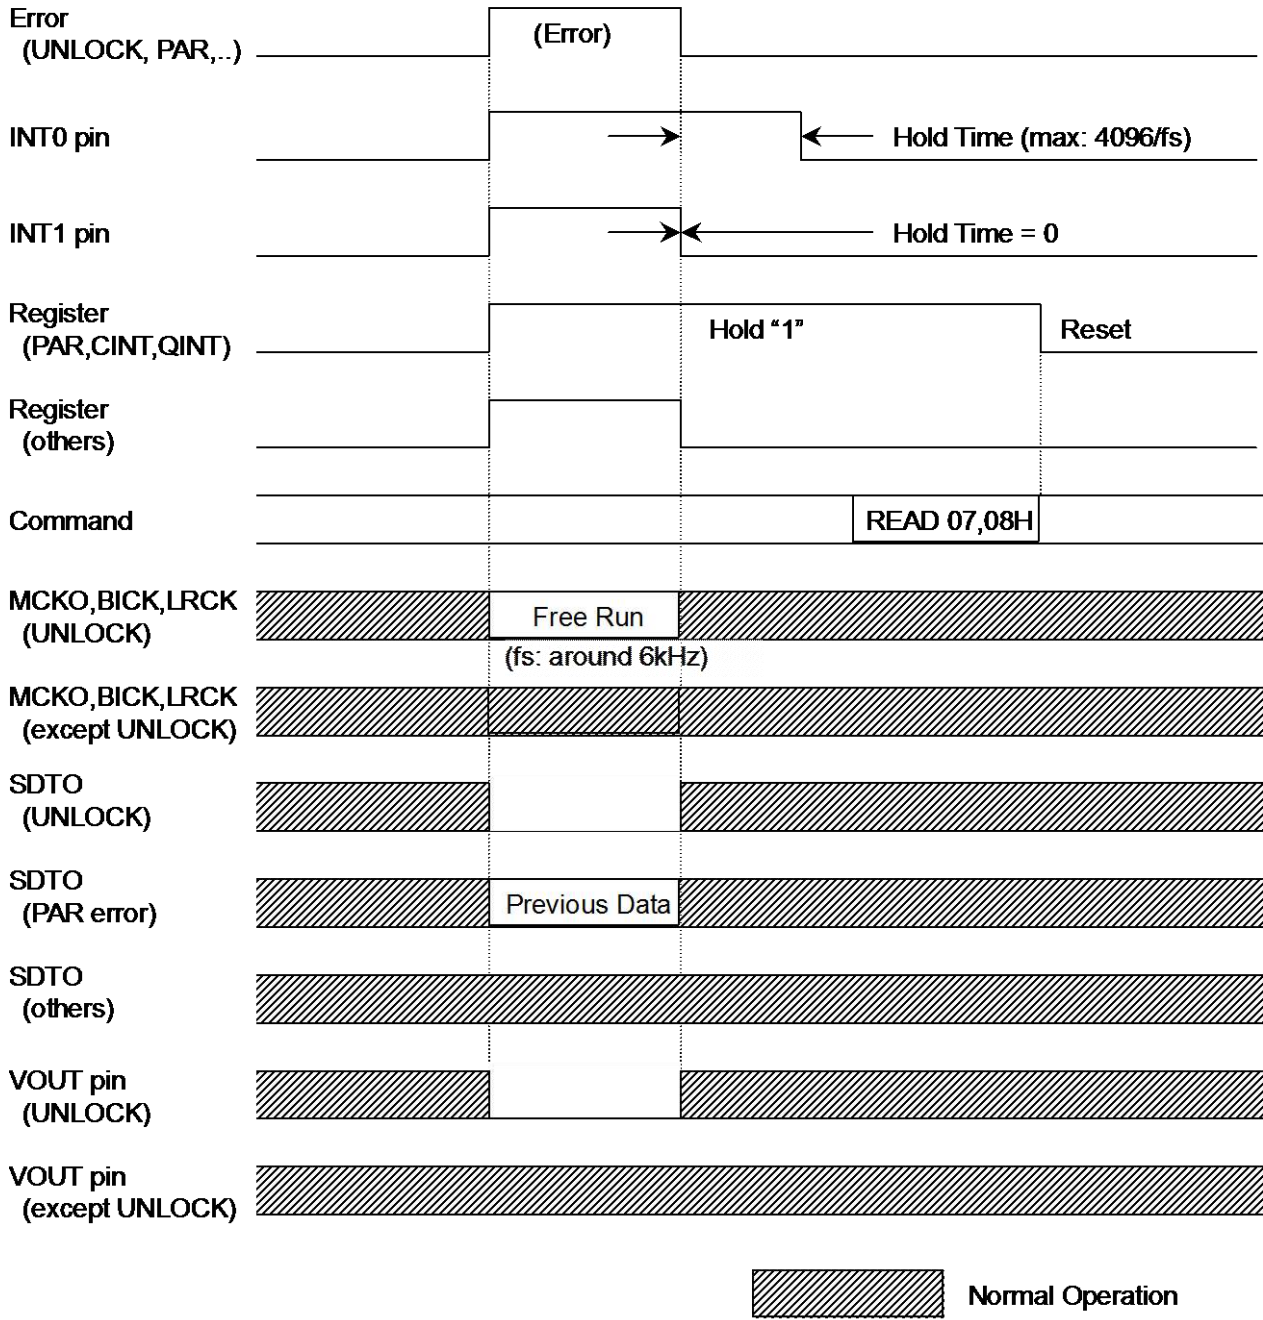 Error
(UNLOCK, PAR,..)
(Error)
INT0 pin
Hold Time (max: 4096/fs)
INT1 pin
Hold Time = 0
Register
(PAR,CINT,QINT)
Hold “1”
Reset
Register
(others)
Command
READ 07,08H
MCKO,BICK,LRCK
(UNLOCK)
Free Run
(fs: around 6kHz)
MCKO,BICK,LRCK
(except UNLOCK)
SDTO
(UNLOCK)
SDTO
(PAR error)
Previous Data
SDTO
(others)
VOUT pin
(UNLOCK)
VOUT pin
(except UNLOCK)
Normal Operation